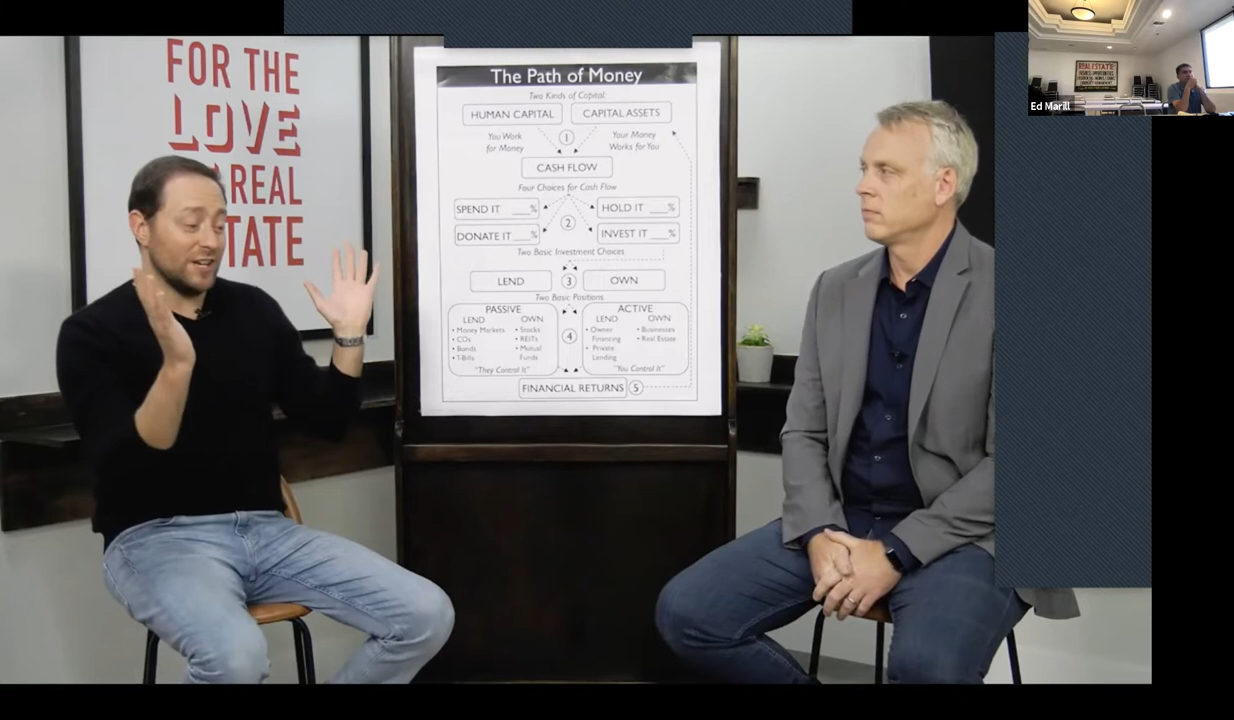 FOR THE
LOVE
REAL
TATE
The Path of Money
Two Kinds of Capital:
HUMAN CAPITAL
CAPITAL ASSETS
You Work
for Money
1
Your Money
Works for You
CASH FLOW
Four Choices for Cash Flow
SPEND IT ___%
HOLD IT ___%
2
DONATE IT ___%
INVEST IT ___%
Two Basic Investment Choices
LEND
3
OWN
Two Basic Positions
PASSIVE
LEND
• Money Markets
• CDs
• Bonds
• T-Bills
OWN
• Stocks
• REITs
• Mutual
Funds
"They Control It"
4
ACTIVE
LEND
• Owner
Financing
• Private
Lending
OWN
• Businesses
• Real Estate
"You Control It"
FINANCIAL RETURNS
5
REAL ESTATE:
Ed Marill